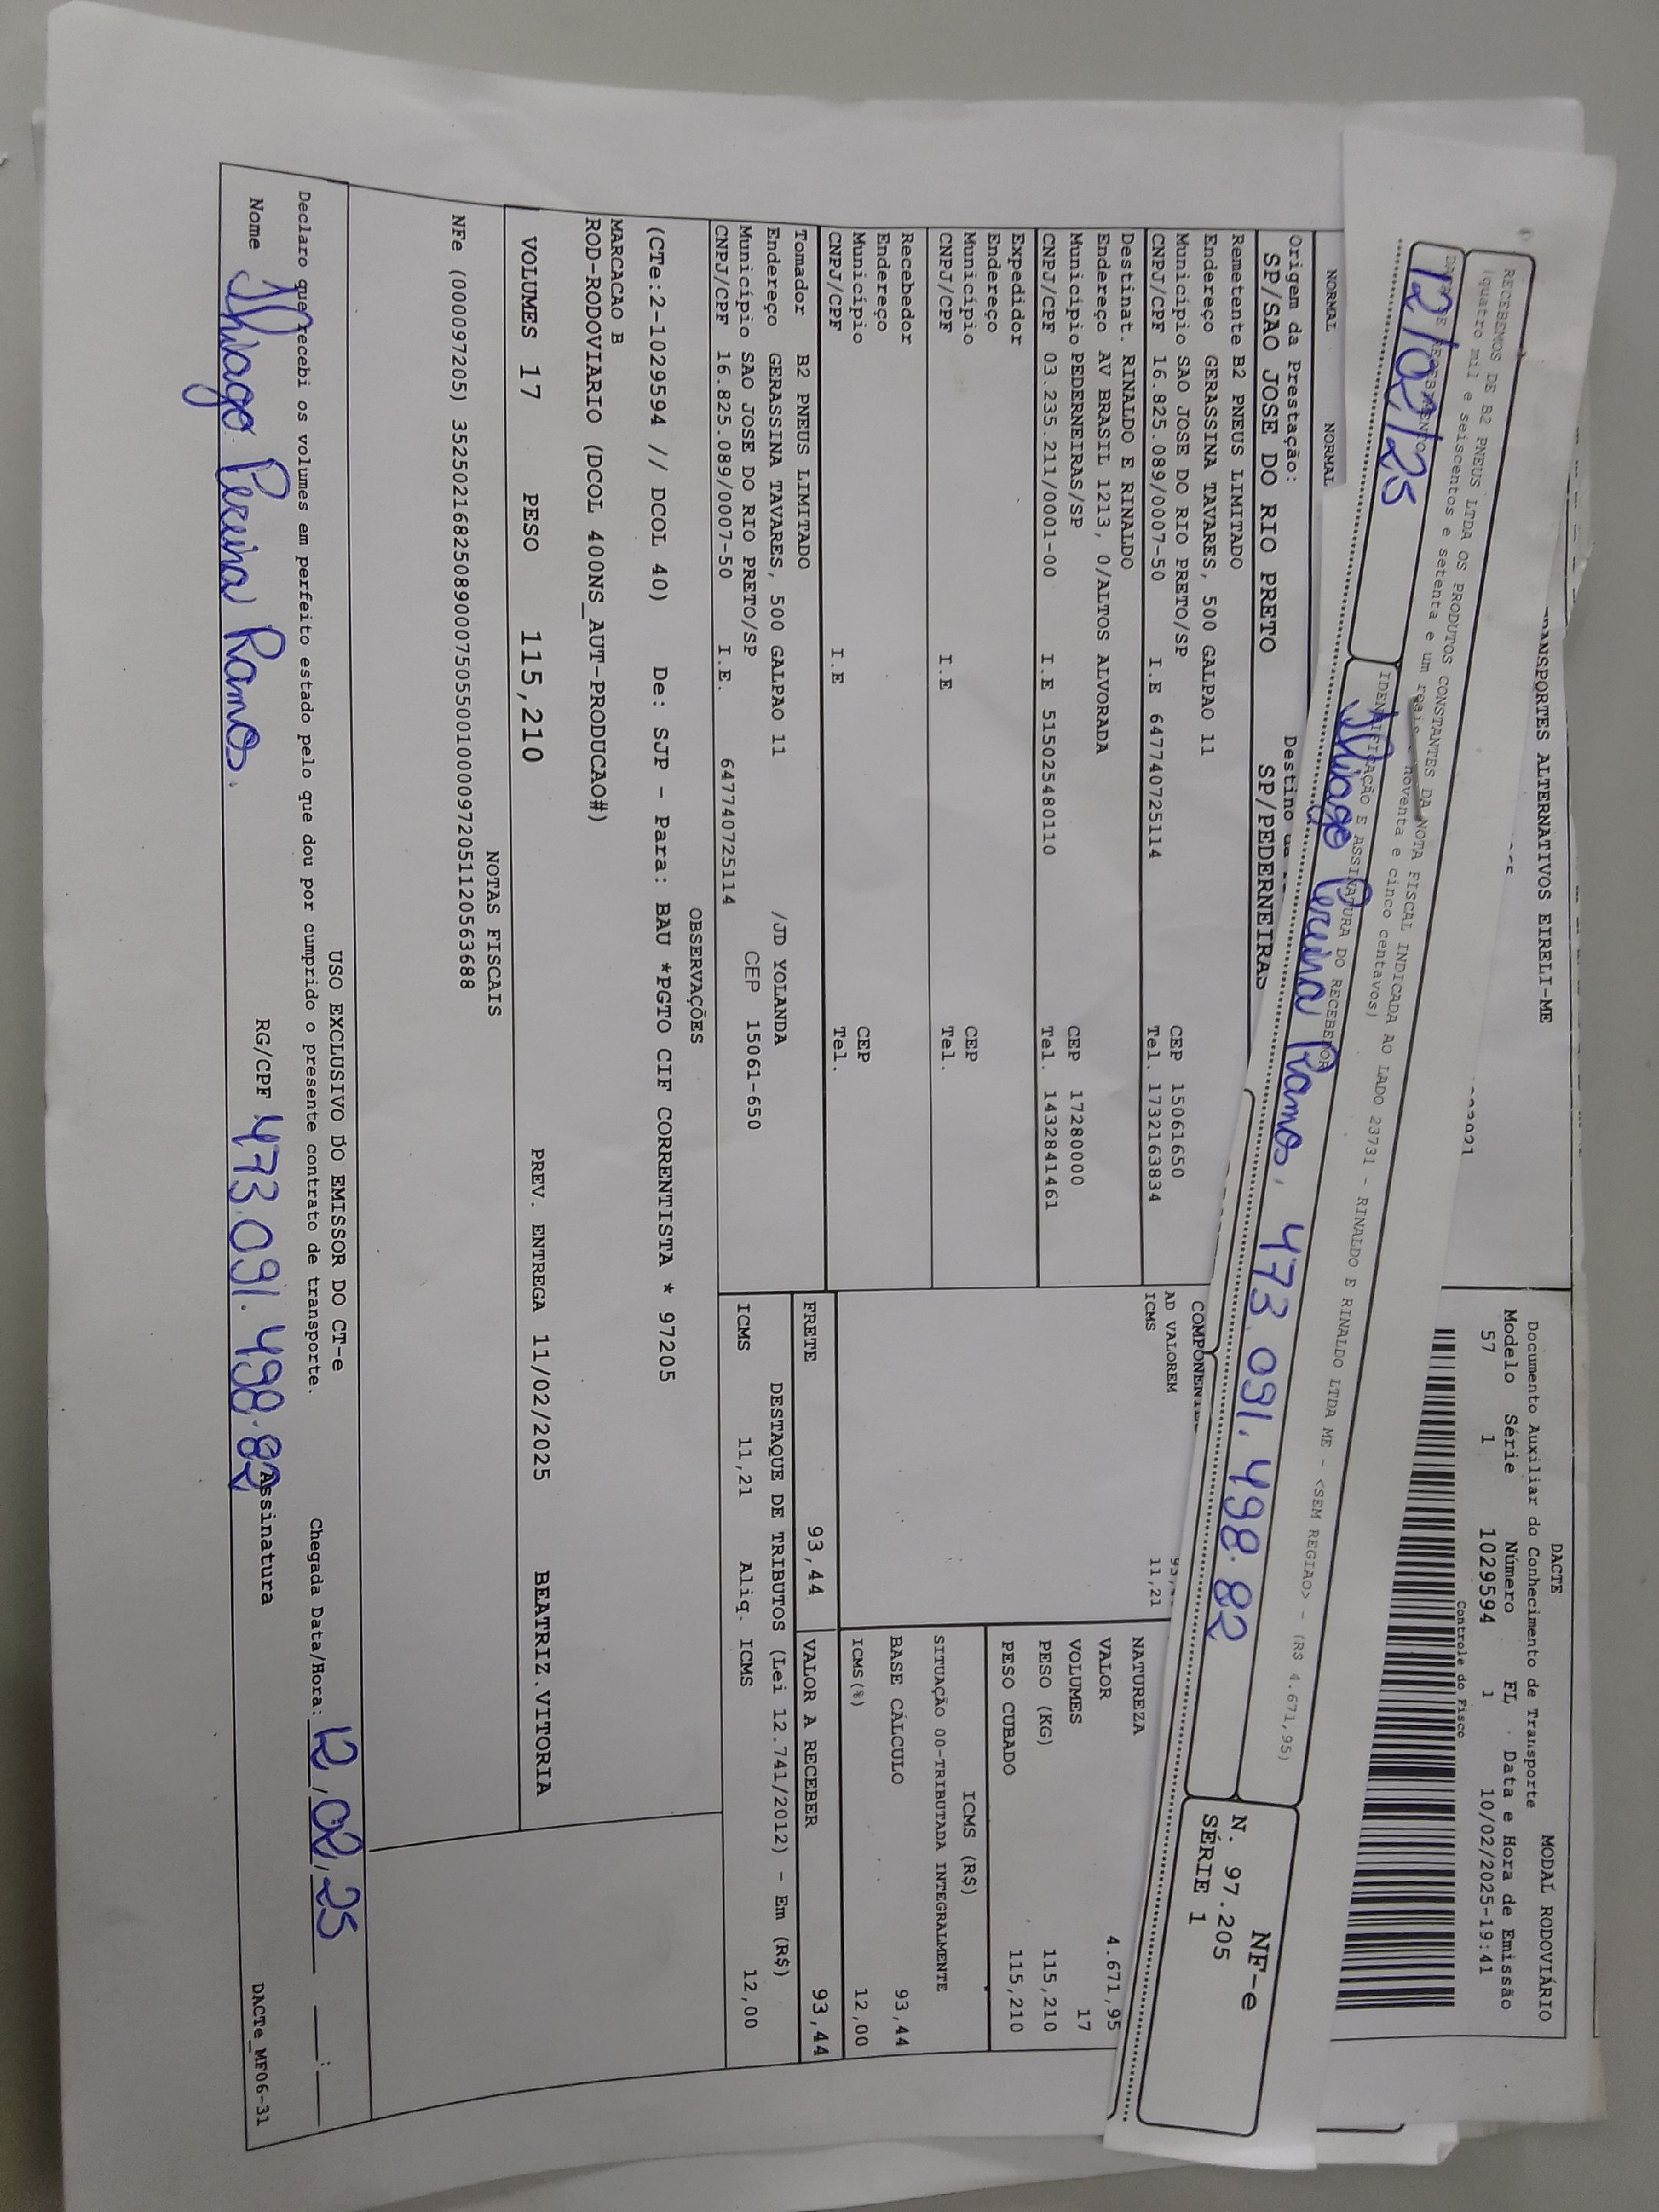 TRANSPORTES ALTERNATIVOS EIRELI-ME
DACTE
Documento Auxiliar do Conhecimento de Transporte
MODAL RODOVIÁRIO
Modelo Série Número FL Data e Hora de Emissão
57 1 1029594 1 10/02/2025-19:41
Controle do Fisco
RECEBEMOS DE B2 PNEUS LTDA OS PRODUTOS CONSTANTES DA NOTA FISCAL INDICADA AO LADO 23731 - RINALDO E RINALDO LTDA ME - <SEM REGIAO> - (R$ 4.671,95)
(quatro mil e seiscentos e setenta e um reais noventa e cinco centavos)
12/02/25
IDENTIFICAÇÃO E ASSINATURA DO RECEBEDOR
Thiago Pereira Ramos, 473.091.498.82
NF-e
N. 97.205
SÉRIE 1
NORMAL NORMAL
Origem da Prestação: Destino
SP/SAO JOSE DO RIO PRETO SP/PEDERNEIRAS
Remetente B2 PNEUS LIMITADO
Endereço GERASSINA TAVARES, 500 GALPAO 11
Município SAO JOSE DO RIO PRETO/SP CEP 15061650
CNPJ/CPF 16.825.089/0007-50 I.E 647740725114 Tel. 1732163834
Destinat. RINALDO E RINALDO
Endereço AV BRASIL 1213, 0/ALTOS ALVORADA
Município PEDERNEIRAS/SP CEP 17280000
CNPJ/CPF 03.235.211/0001-00 I.E 515025480110 Tel. 1432841461
Expedidor
Endereço
Município CEP
CNPJ/CPF I.E Tel.
Recebedor
Endereço
Município CEP
CNPJ/CPF I.E Tel.
Tomador B2 PNEUS LIMITADO
Endereço GERASSINA TAVARES, 500 GALPAO 11 /JD YOLANDA
Município SAO JOSE DO RIO PRETO/SP CEP 15061-650
CNPJ/CPF 16.825.089/0007-50 I.E. 647740725114
AD VALOREM
ICMS 11,21
NATUREZA
VALOR 4.671,95
VOLUMES 17
PESO (KG) 115,210
PESO CUBADO 115,210
ICMS (R$)
SITUAÇÃO 00-TRIBUTADA INTEGRALMENTE
BASE CÁLCULO 93,44
ICMS(%) 12,00
FRETE 93,44 VALOR A RECEBER 93,44
DESTAQUE DE TRIBUTOS (Lei 12.741/2012) - Em (R$)
ICMS 11,21 Aliq. ICMS 12,00
OBSERVAÇÕES
(CTe:2-1029594 // DCOL 40) De: SJP - Para: BAU *PGTO CIF CORRENTISTA * 97205
MARCACAO B
ROD-RODOVIARIO (DCOL 400NS_AUT-PRODUCAO#)
VOLUMES 17 PESO 115,210 PREV. ENTREGA 11/02/2025 BEATRIZ.VITORIA
NOTAS FISCAIS
NFe (000097205) 35250216825089000750550010000972051120563688
USO EXCLUSIVO DO EMISSOR DO CT-e
Declaro que recebi os volumes em perfeito estado pelo que dou por cumprido o presente contrato de transporte. Chegada Data/Hora: 12,02,25 __:__
Nome Thiago Pereira Ramos. RG/CPF 473.091.498.82 Assinatura
DACTe_MF06-31